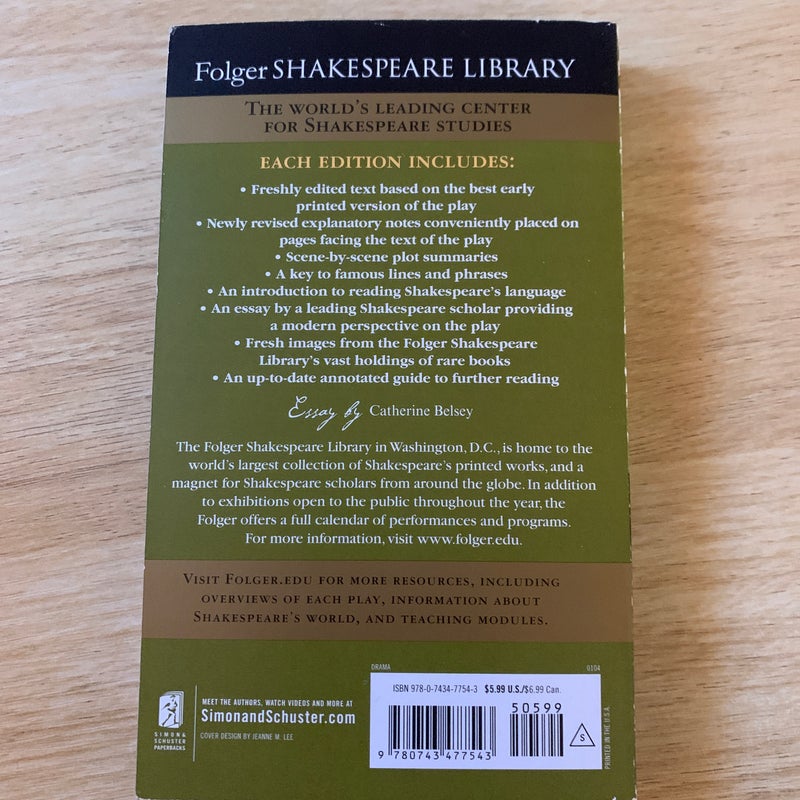 Folger SHAKESPEARE LIBRARY
THE WORLD'S LEADING CENTER
FOR SHAKESPEARE STUDIES
EACH EDITION INCLUDES:
• Freshly edited text based on the best early
printed version of the play
• Newly revised explanatory notes conveniently placed on
pages facing the text of the play
• Scene-by-scene plot summaries
• A key to famous lines and phrases
• An introduction to reading Shakespeare's language
• An essay by a leading Shakespeare scholar providing
a modern perspective on the play
• Fresh images from the Folger Shakespeare
Library's vast holdings of rare books
• An up-to-date annotated guide to further reading
Essay by Catherine Belsey
The Folger Shakespeare Library in Washington, D.C., is home to the
world's largest collection of Shakespeare's printed works, and a
magnet for Shakespeare scholars from around the globe. In addition
to exhibitions open to the public throughout the year, the
Folger offers a full calendar of performances and programs.
For more information, visit www.folger.edu.
VISIT FOLGER.EDU FOR MORE RESOURCES, INCLUDING
OVERVIEWS OF EACH PLAY, INFORMATION ABOUT
SHAKESPEARE'S WORLD, AND TEACHING MODULES.
SIMON &
SCHUSTER
PAPERBACKS
MEET THE AUTHORS, WATCH VIDEOS AND MORE AT
SimonandSchuster.com
COVER DESIGN BY JEANNE M. LEE
DRAMA
0104
ISBN 978-0-7434-7754-3 $5.99 U.S./$6.99 Can.
50599
9 780743 477543
S
PRINTED IN THE U.S.A.